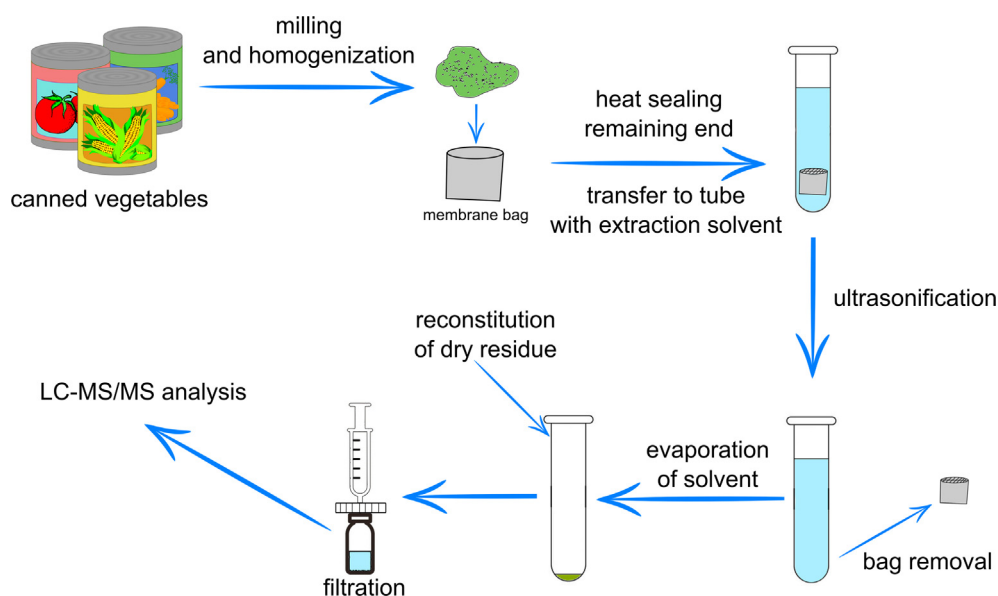 milling
and homogenization
canned vegetables
membrane bag
heat sealing
remaining end
transfer to tube
with extraction solvent
ultrasonification
bag removal
evaporation
of solvent
reconstitution
of dry residue
filtration
LC-MS/MS analysis